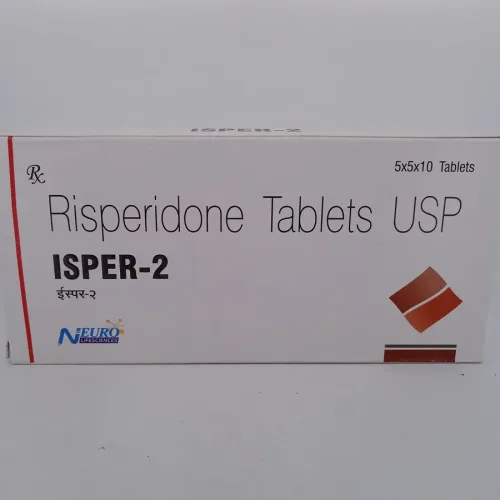 ISPER-2
Rx
5x5x10 Tablets
Risperidone Tablets USP
ISPER-2
ईस्पर-२
NEURO
LIFESCIENCES